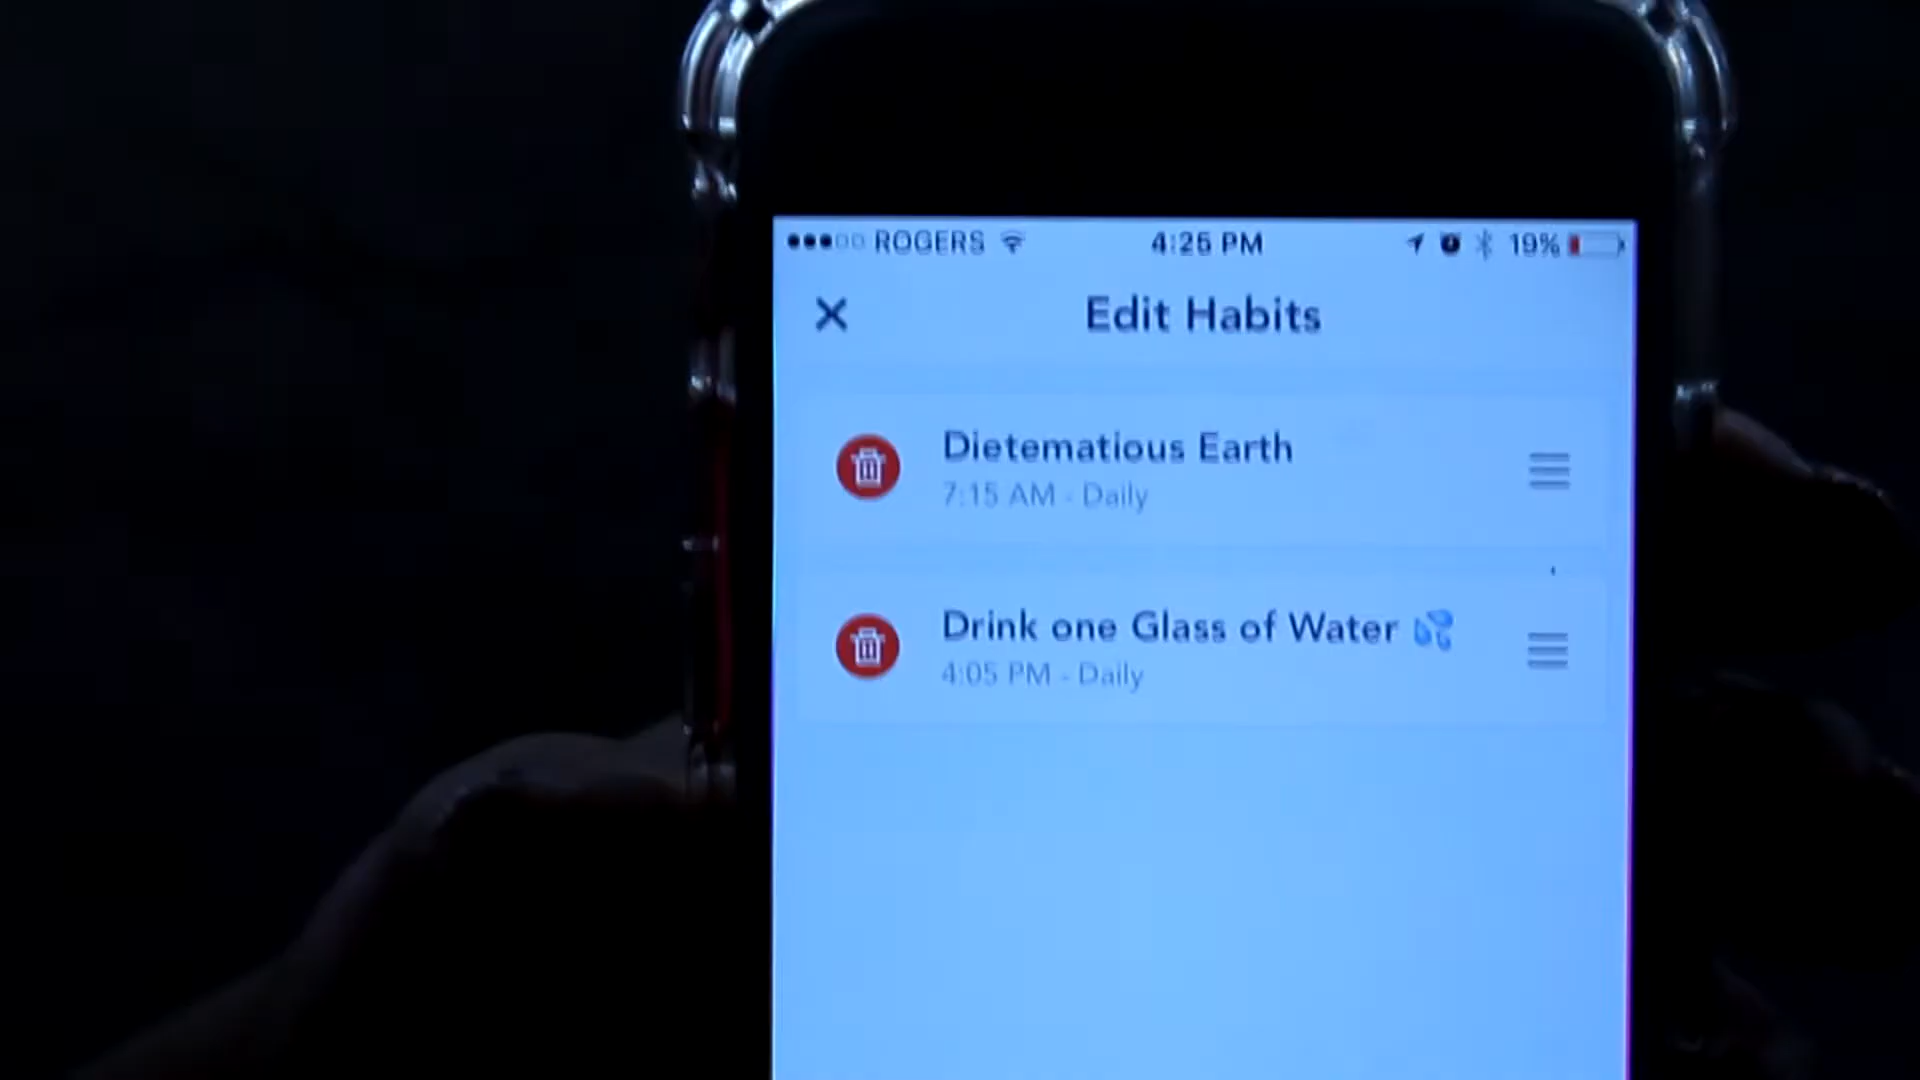 ROGERS 4:25 PM 19%
Edit Habits
Dietematious Earth
7:15 AM - Daily
Drink one Glass of Water 💦
4:05 PM - Daily